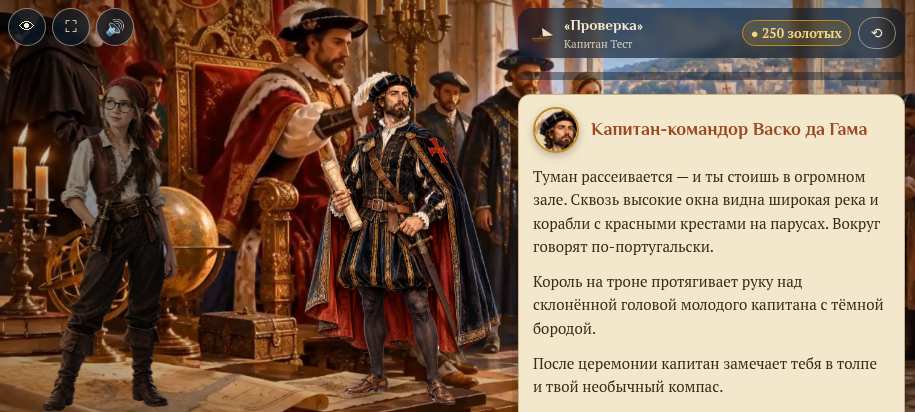 «Проверка»
Капитан Тест
250 золотых
Капитан-командор Васко да Гама
Туман рассеивается — и ты стоишь в огромном
зале. Сквозь высокие окна видна широкая река и
корабли с красными крестами на парусах. Вокруг
говорят по-португальски.
Король на троне протягивает руку над
склонённой головой молодого капитана с тёмной
бородой.
После церемонии капитан замечает тебя в толпе
и твой необычный компас.